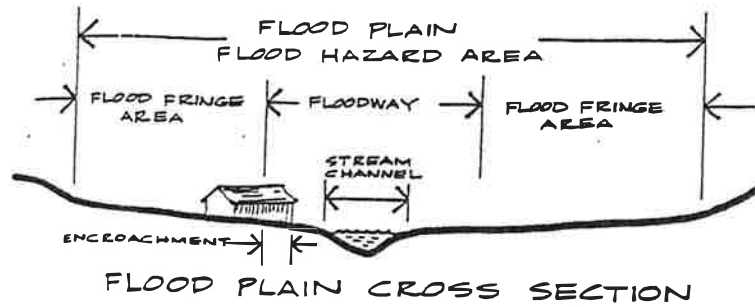 FLOOD PLAIN
FLOOD HAZARD AREA
FLOOD FRINGE
AREA
FLOODWAY
FLOOD FRINGE
AREA
STREAM
CHANNEL
ENCROACHMENT
FLOOD PLAIN CROSS SECTION